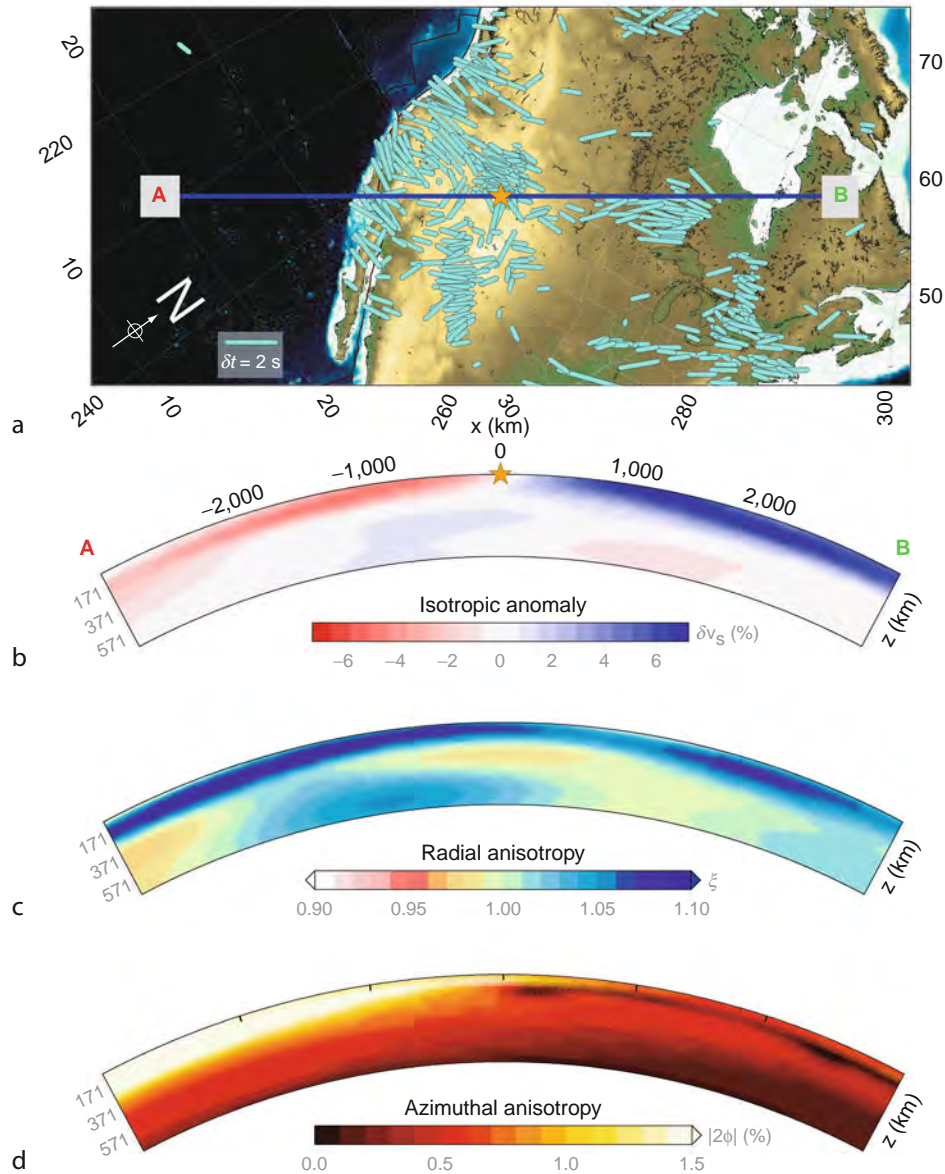 20
70
220
60
A
B
10
N
50
δt = 2 s
240
10
20
260
30
280
300
a
x (km)
0
–1,000
1,000
–2,000
2,000
A
B
171
371
571
z (km)
Isotropic anomaly
δvS (%)
–6 –4 –2 0 2 4 6
b
171
371
571
z (km)
Radial anisotropy
ξ
0.90 0.95 1.00 1.05 1.10
c
171
371
571
z (km)
Azimuthal anisotropy
|2ϕ| (%)
0.0 0.5 1.0 1.5
d